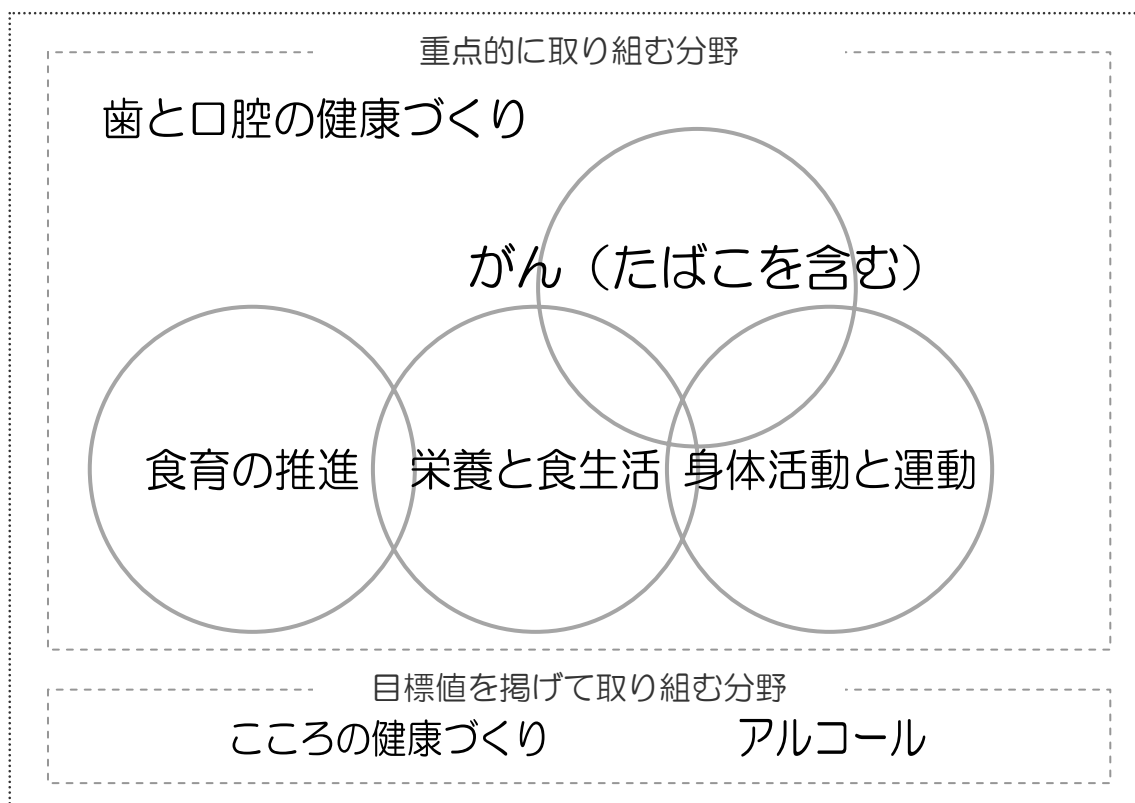 重点的に取り組む分野
歯と口腔の健康づくり
がん（たばこを含む）
食育の推進
栄養と食生活
身体活動と運動
目標値を掲げて取り組む分野
こころの健康づくり
アルコール